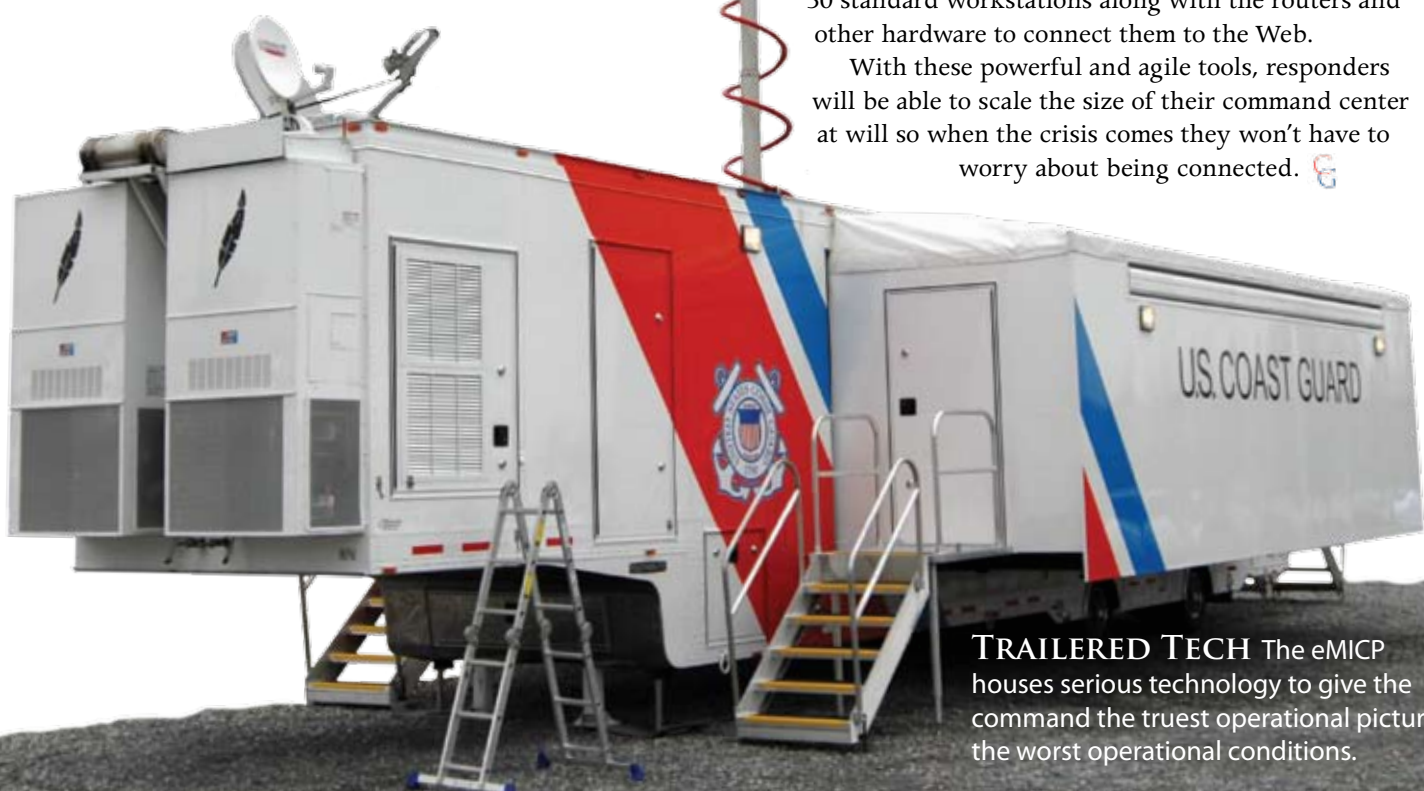 standard workstations along with the routers and
other hardware to connect them to the Web.
With these powerful and agile tools, responders
will be able to scale the size of their command center
at will so when the crisis comes they won’t have to
worry about being connected.
U.S. COAST GUARD
TRAILERED TECH The eMICP
houses serious technology to give the
command the truest operational
the worst operational conditions.